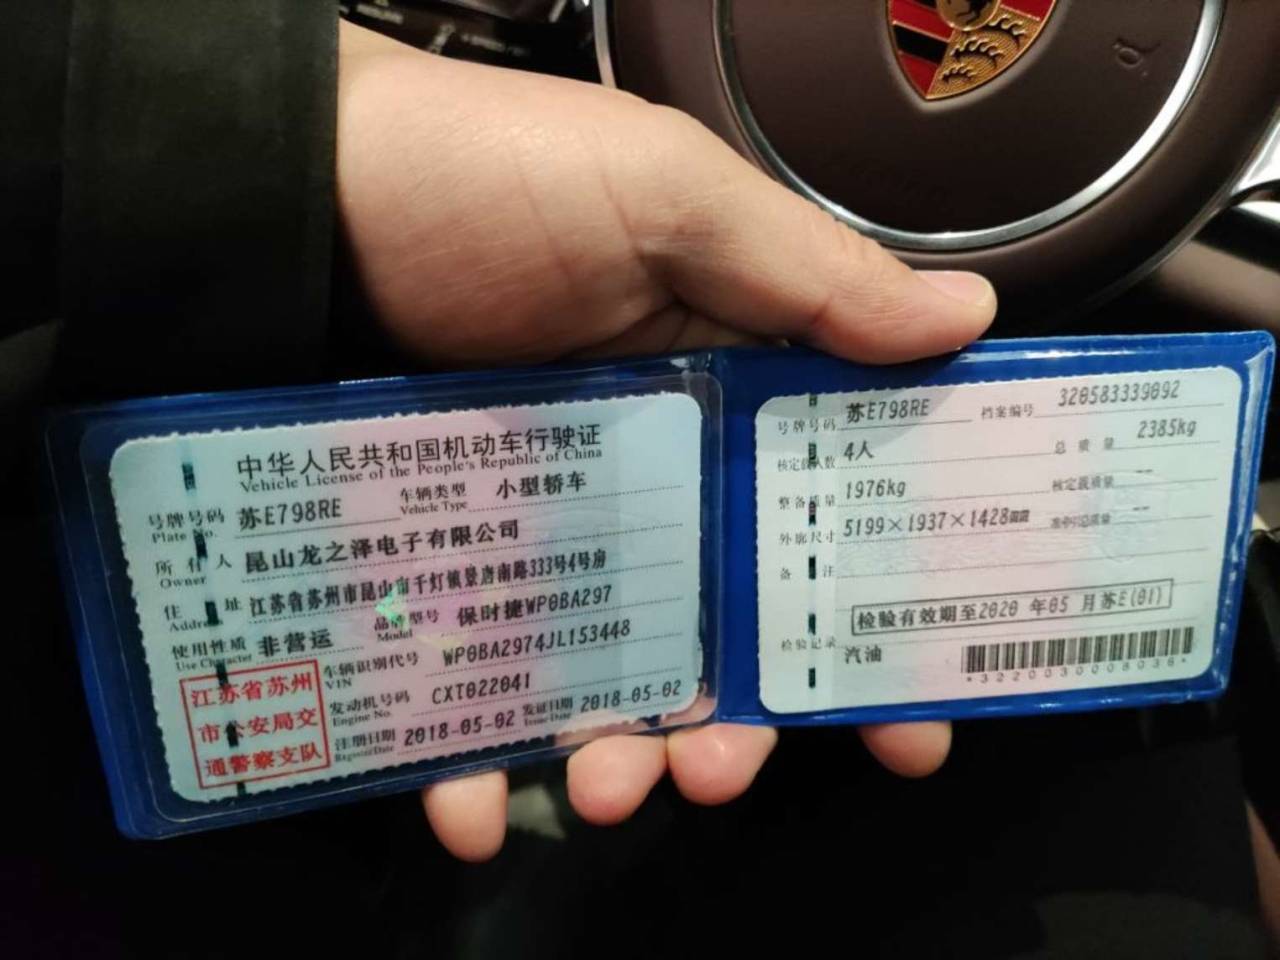 中华人民共和国机动车行驶证
Vehicle License of the People's Republic of China
号牌号码 苏E798RE 车辆类型 小型轿车
Plate No. Vehicle Type
所有人 昆山龙之泽电子有限公司
Owner
住址 江苏省苏州市昆山市千灯镇景唐南路333号4号房
Address
使用性质 非营运 品牌型号 保时捷WP0BA297
Use Character Model
车辆识别代号 WP0BA2974JL153448
VIN
发动机号码 CXT022041
Engine No.
注册日期 2018-05-02 发证日期 2018-05-02
Register Date Issue Date
江苏省苏州
市公安局交
通警察支队
号牌号码 苏E798RE 档案编号 320583339092
核定载人数 4人 总质量 2385kg
整备质量 1976kg 核定载质量 --
外廓尺寸 5199×1937×1428 准牵引总质量 --
备注
检验有效期至2020年05月苏E(01)
检验记录 汽油
*3220030008036*